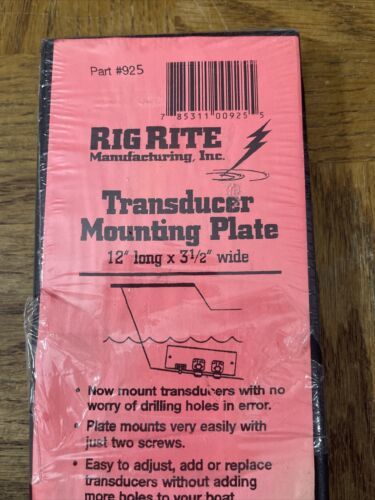 Part #925
7 85311 00925 5
RIG RITE
Manufacturing, Inc.
Transducer
Mounting Plate
12" long x 3½" wide
• Now mount transducers with no
worry of drilling holes in error.
• Plate mounts very easily with
just two screws.
• Easy to adjust, add or replace
transducers without adding
more holes to your boat